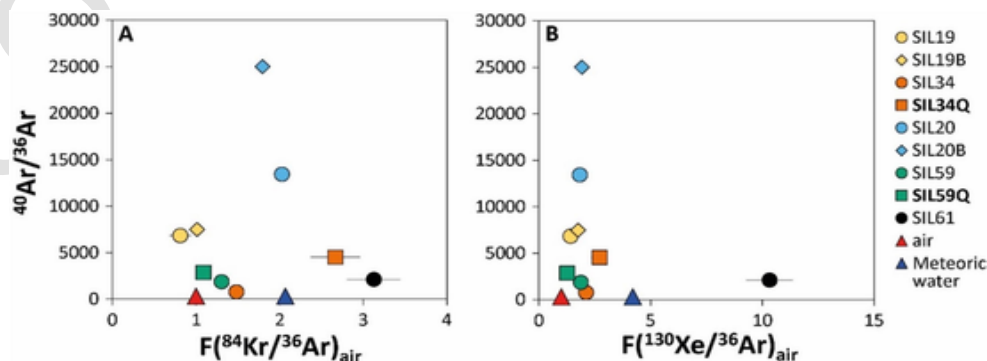 A
30000
25000
20000
15000
10000
5000
0
⁴⁰Ar/³⁶Ar
0 1 2 3 4
F(⁸⁴Kr/³⁶Ar)air
B
30000
25000
20000
15000
10000
5000
0
0 5 10 15
F(¹³⁰Xe/³⁶Ar)air
SIL19
SIL19B
SIL34
SIL34Q
SIL20
SIL20B
SIL59
SIL59Q
SIL61
air
Meteoric
water